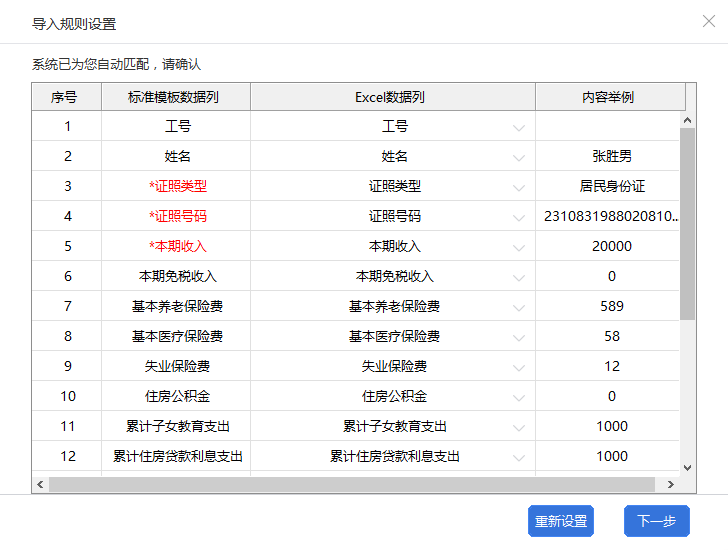 导入规则设置
系统已为您自动匹配，请确认
序号 标准模板数据列 Excel数据列 内容举例
1 工号 工号
2 姓名 姓名 张胜男
3 *证照类型 证照类型 居民身份证
4 *证照号码 证照号码 2310831988020810...
5 *本期收入 本期收入 20000
6 本期免税收入 本期免税收入 0
7 基本养老保险费 基本养老保险费 589
8 基本医疗保险费 基本医疗保险费 58
9 失业保险费 失业保险费 12
10 住房公积金 住房公积金 0
11 累计子女教育支出 累计子女教育支出 1000
12 累计住房贷款利息支出 累计住房贷款利息支出 1000
重新设置 下一步